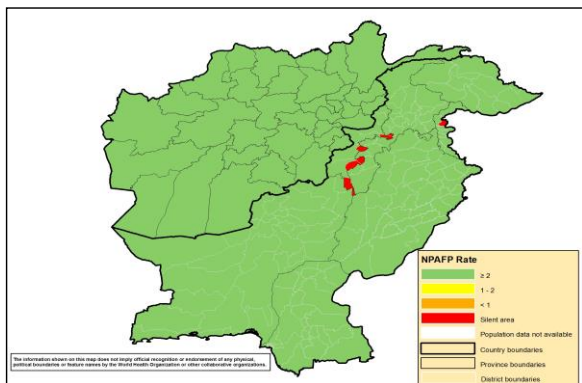 NPAFP Rate
≥ 2
1 - 2
< 1
Silent area
Population data not available
Country boundaries
Province boundaries
District boundaries
The information shown on this map does not imply official recognition or endorsement of any physical,
political boundaries or feature names by the World Health Organization or other collaborative organizations.